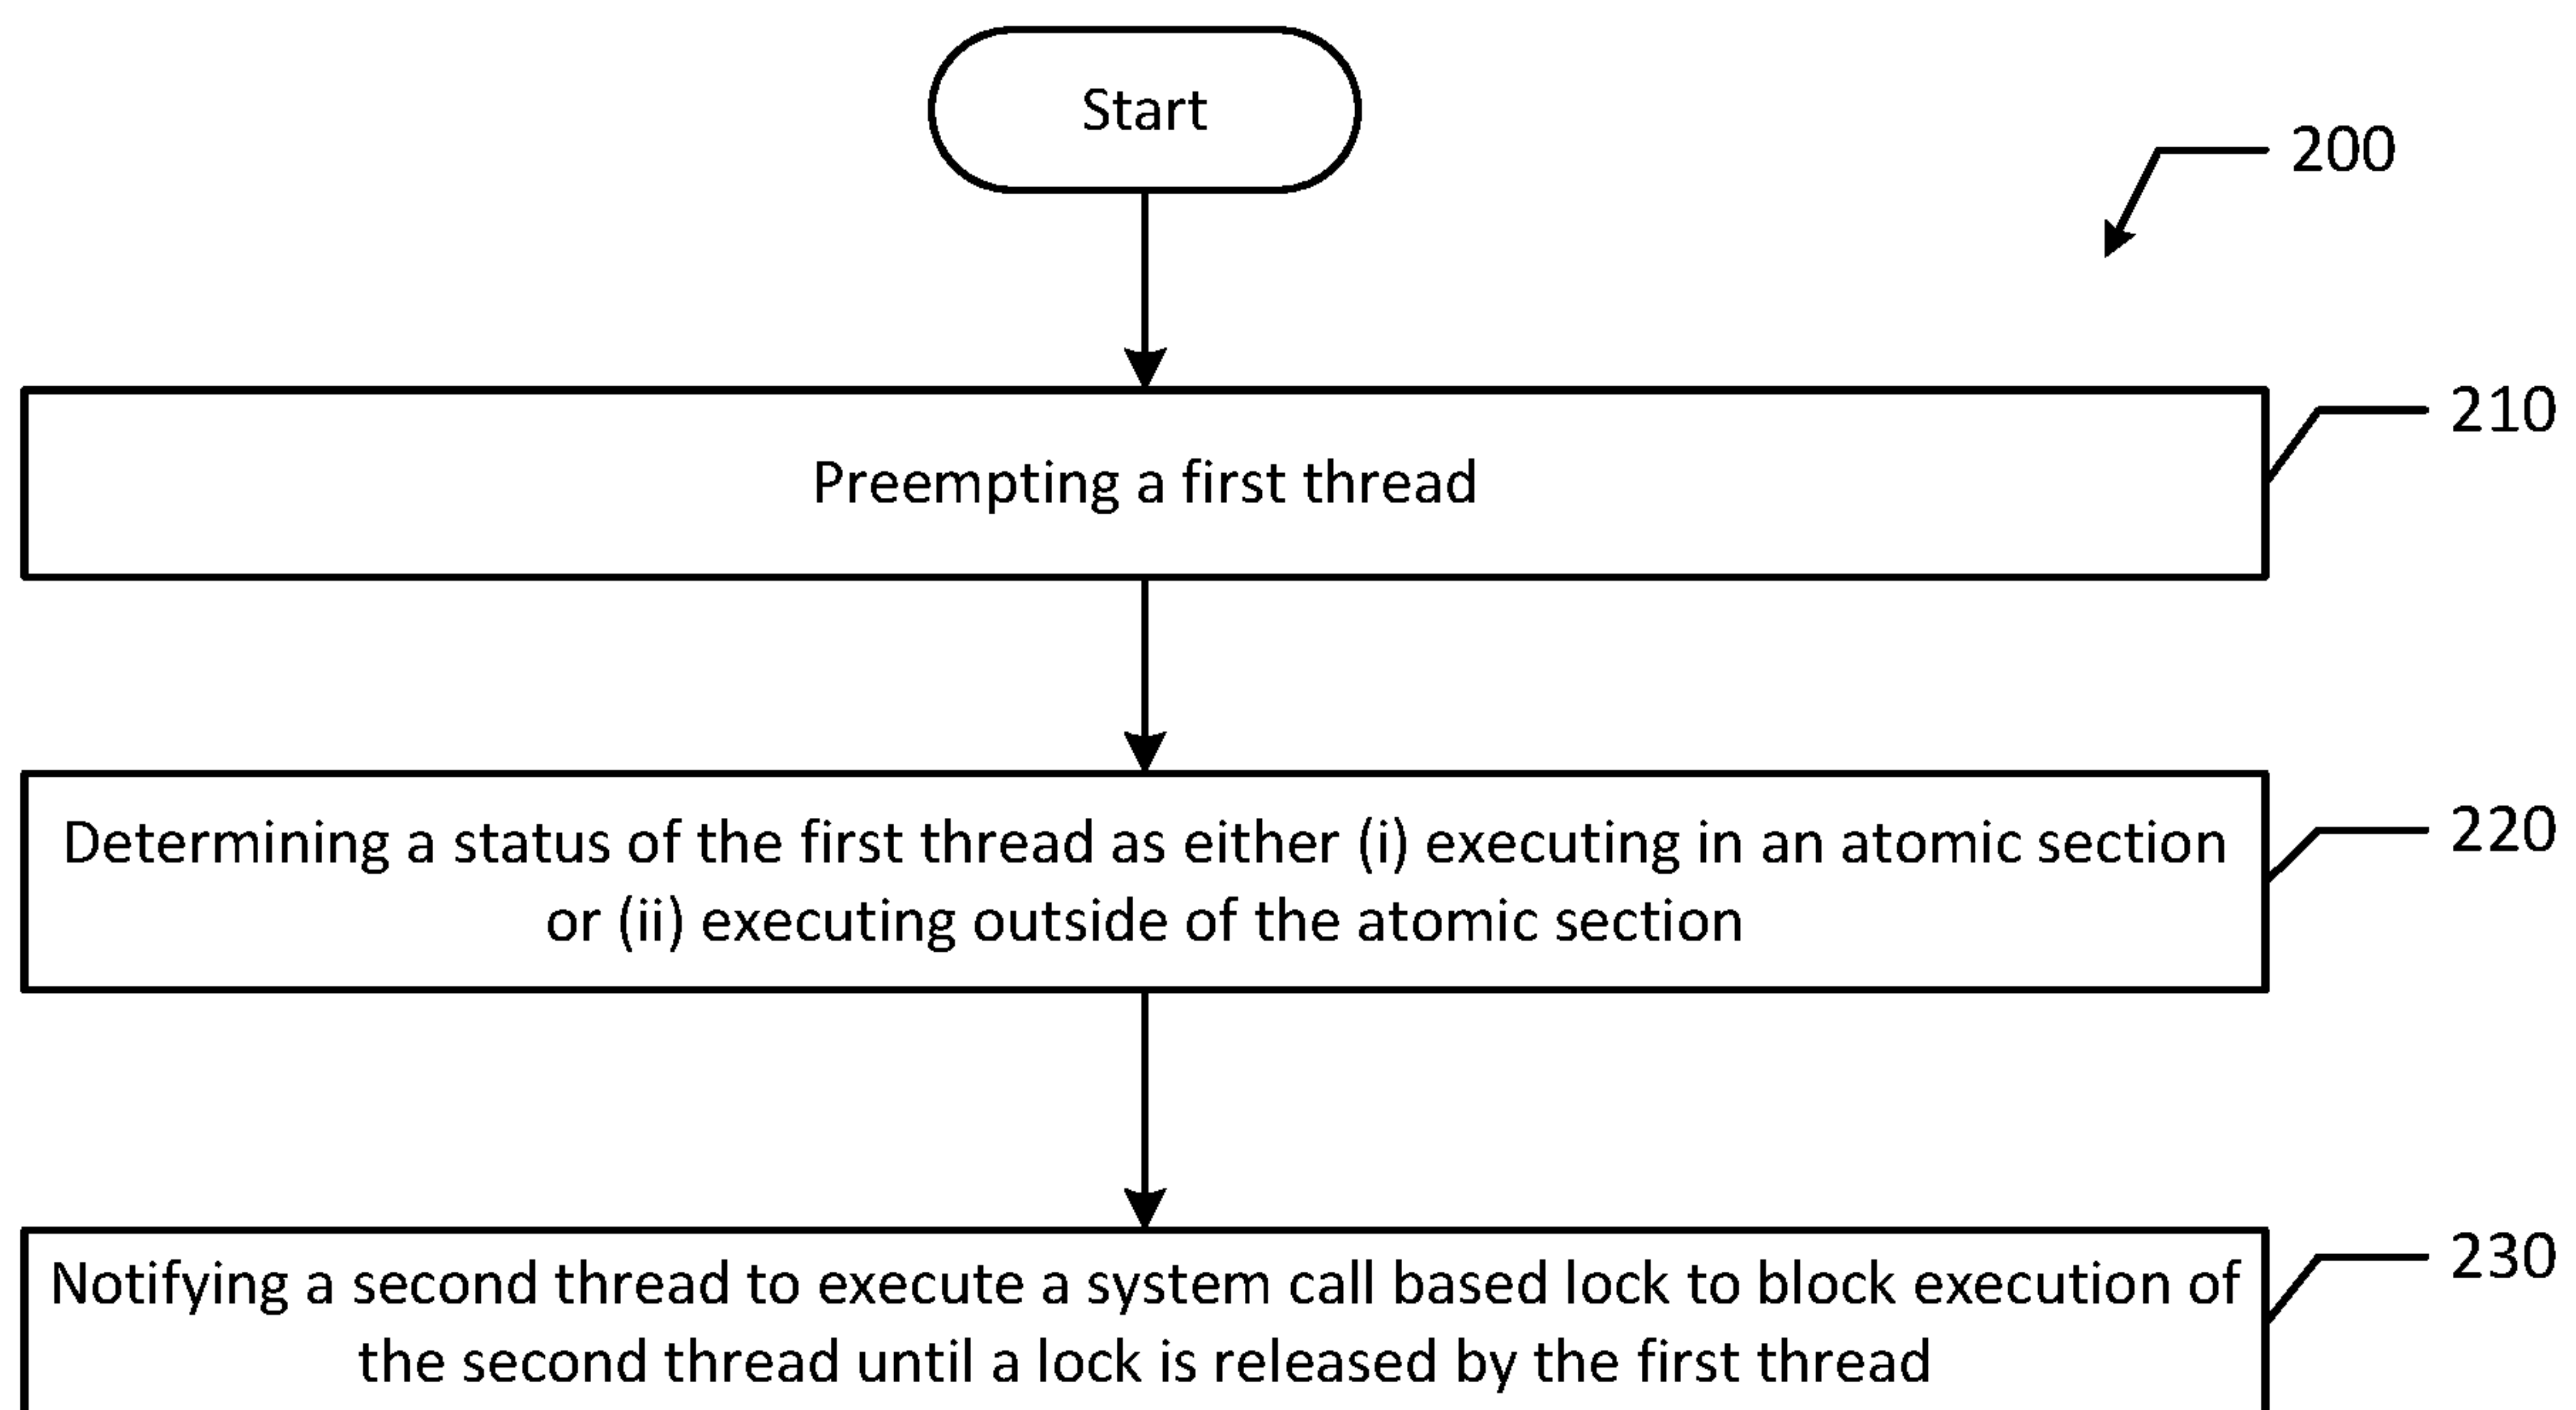 Start
200
Preempting a first thread
210
Determining a status of the first thread as either (i) executing in an atomic section
or (ii) executing outside of the atomic section
220
Notifying a second thread to execute a system call based lock to block execution of
the second thread until a lock is released by the first thread
230